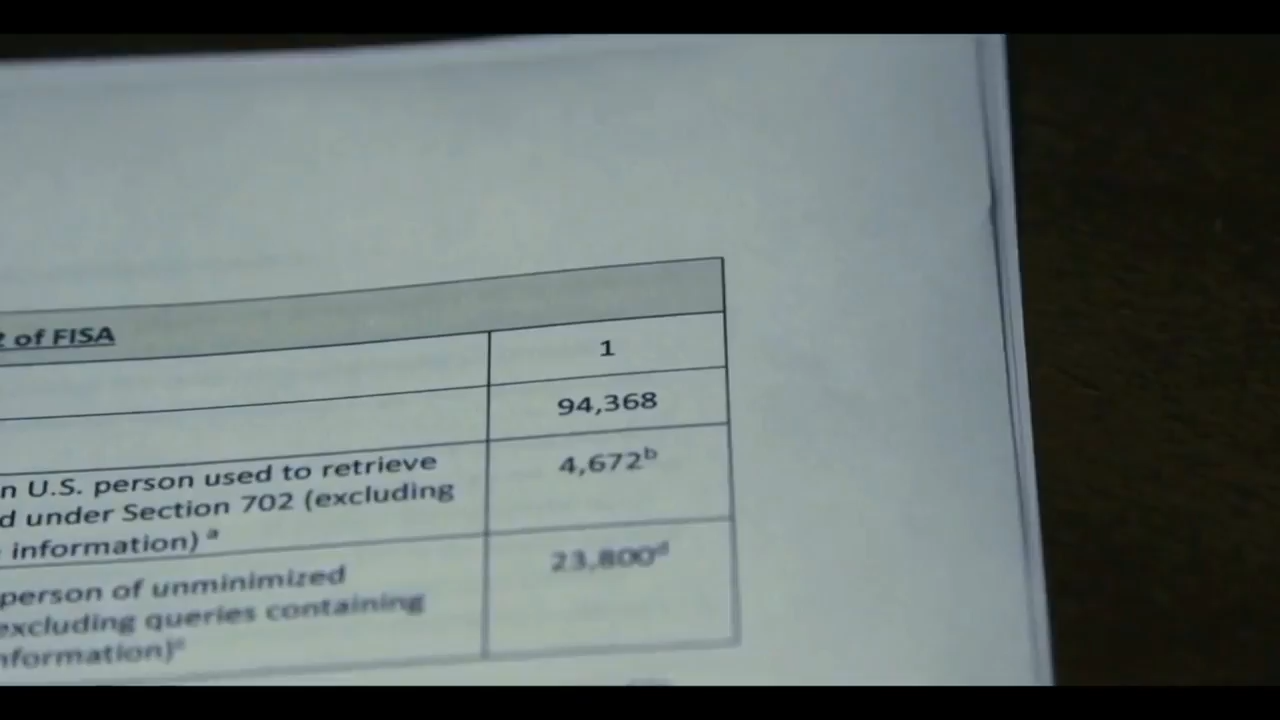 2 of FISA
1
94,368
n U.S. person used to retrieve
d under Section 702 (excluding
information) a
4,672b
person of unminimized
excluding queries containing
nformation)c
23,800d